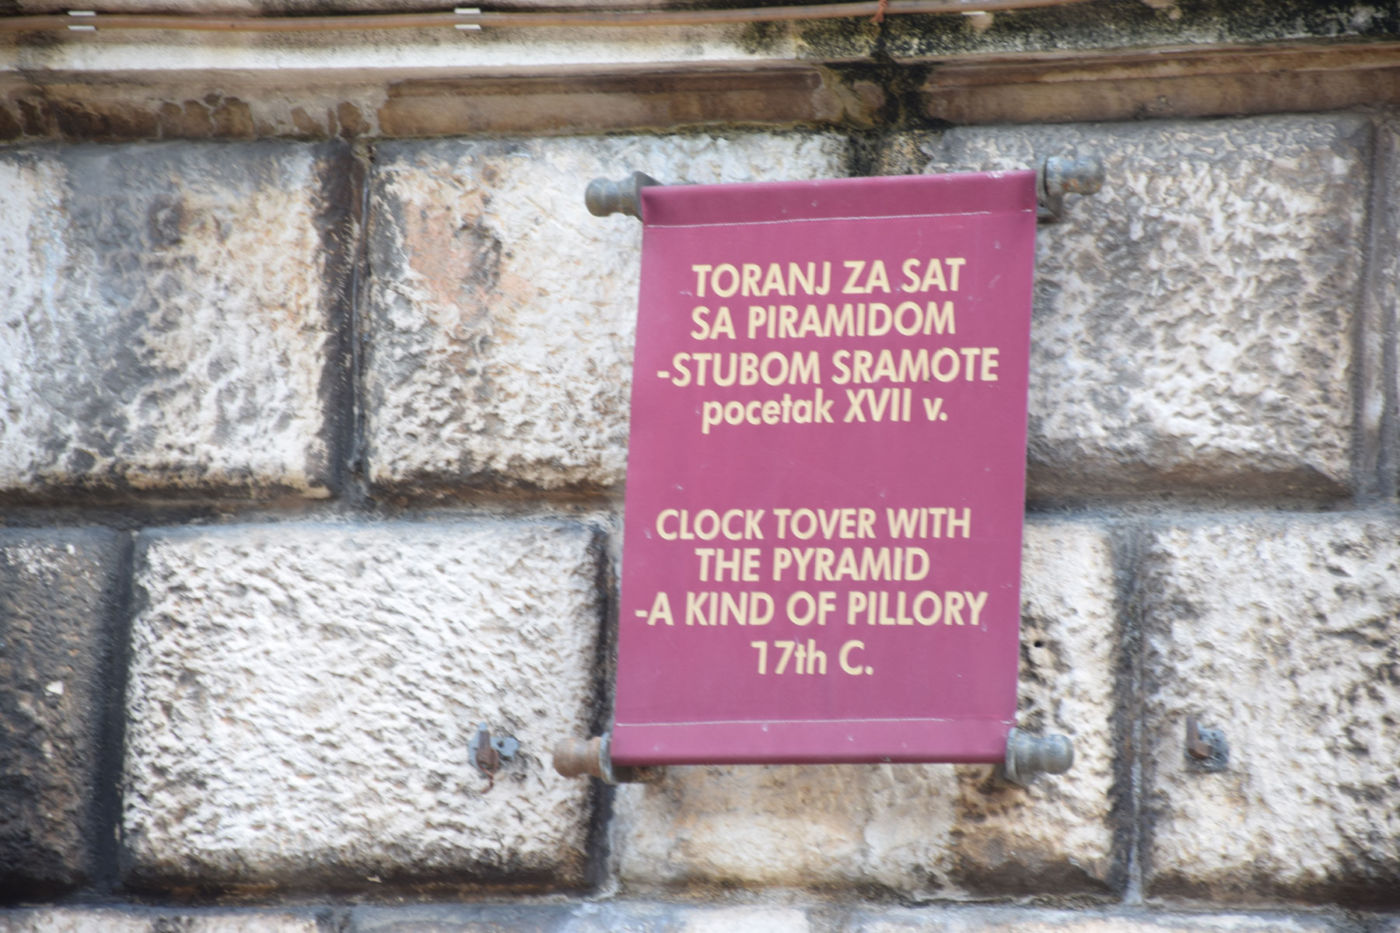 TORANJ ZA SAT
SA PIRAMIDOM
-STUBOM SRAMOTE
pocetak XVII v.
CLOCK TOVER WITH
THE PYRAMID
-A KIND OF PILLORY
17th C.